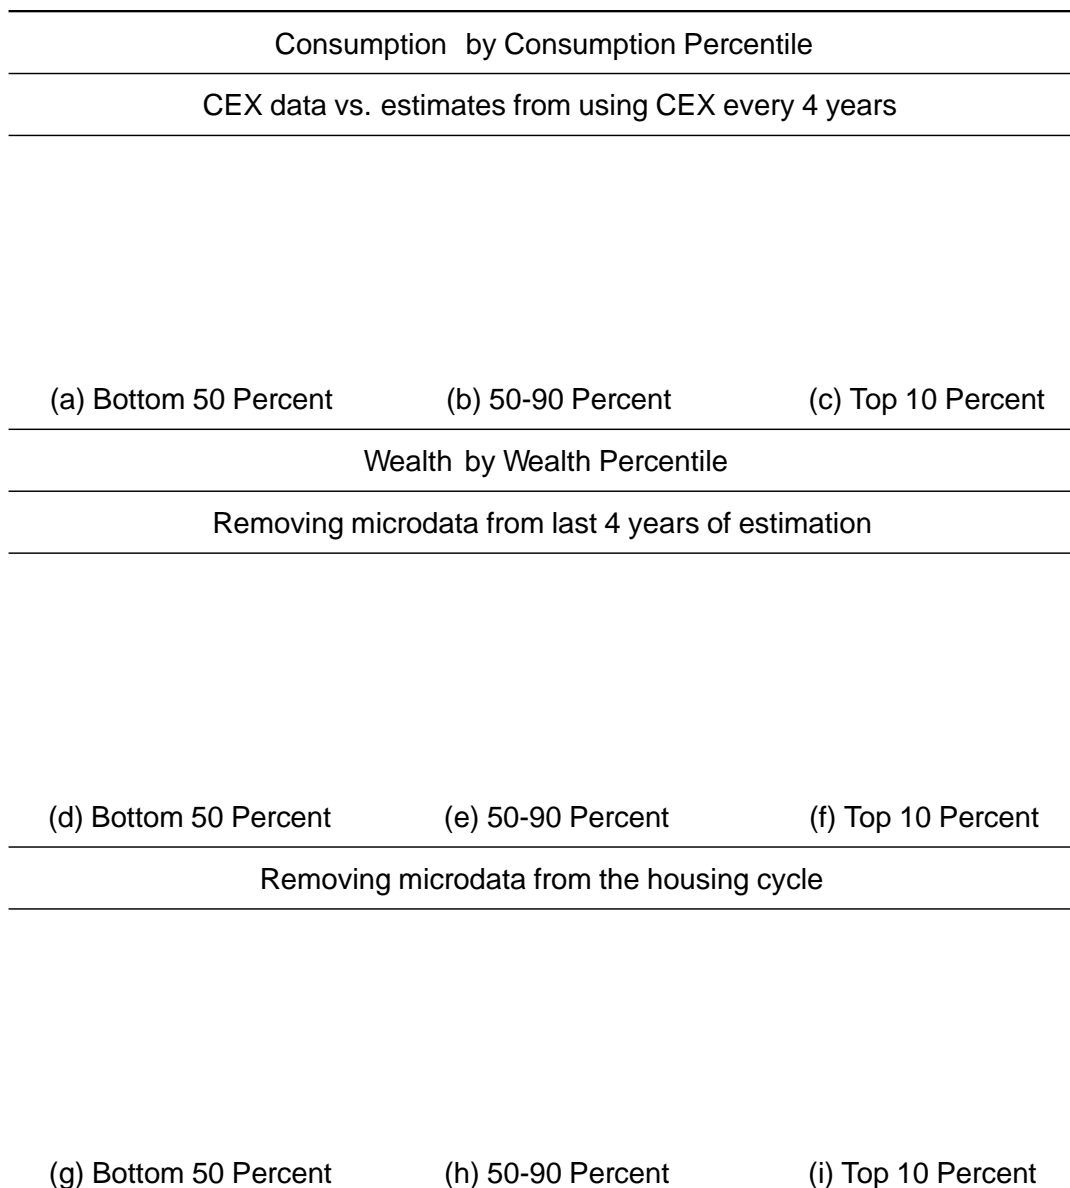 Consumption by Consumption Percentile
CEX data vs. estimates from using CEX every 4 years
(a) Bottom 50 Percent (b) 50-90 Percent (c) Top 10 Percent
Wealth by Wealth Percentile
Removing microdata from last 4 years of estimation
(d) Bottom 50 Percent (e) 50-90 Percent (f) Top 10 Percent
Removing microdata from the housing cycle
(g) Bottom 50 Percent (h) 50-90 Percent (i) Top 10 Percent